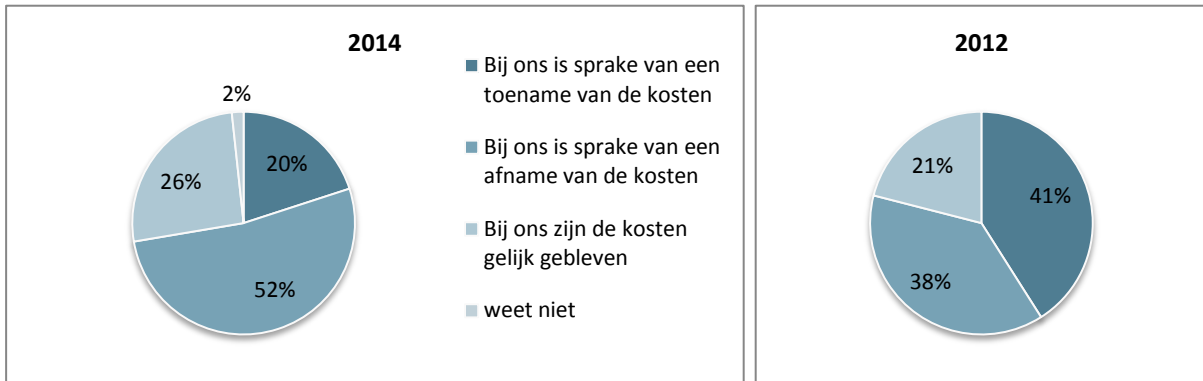 2014
2%
20%
26%
52%
Bij ons is sprake van een
toename van de kosten
Bij ons is sprake van een
afname van de kosten
Bij ons zijn de kosten
gelijk gebleven
weet niet
2012
21%
41%
38%